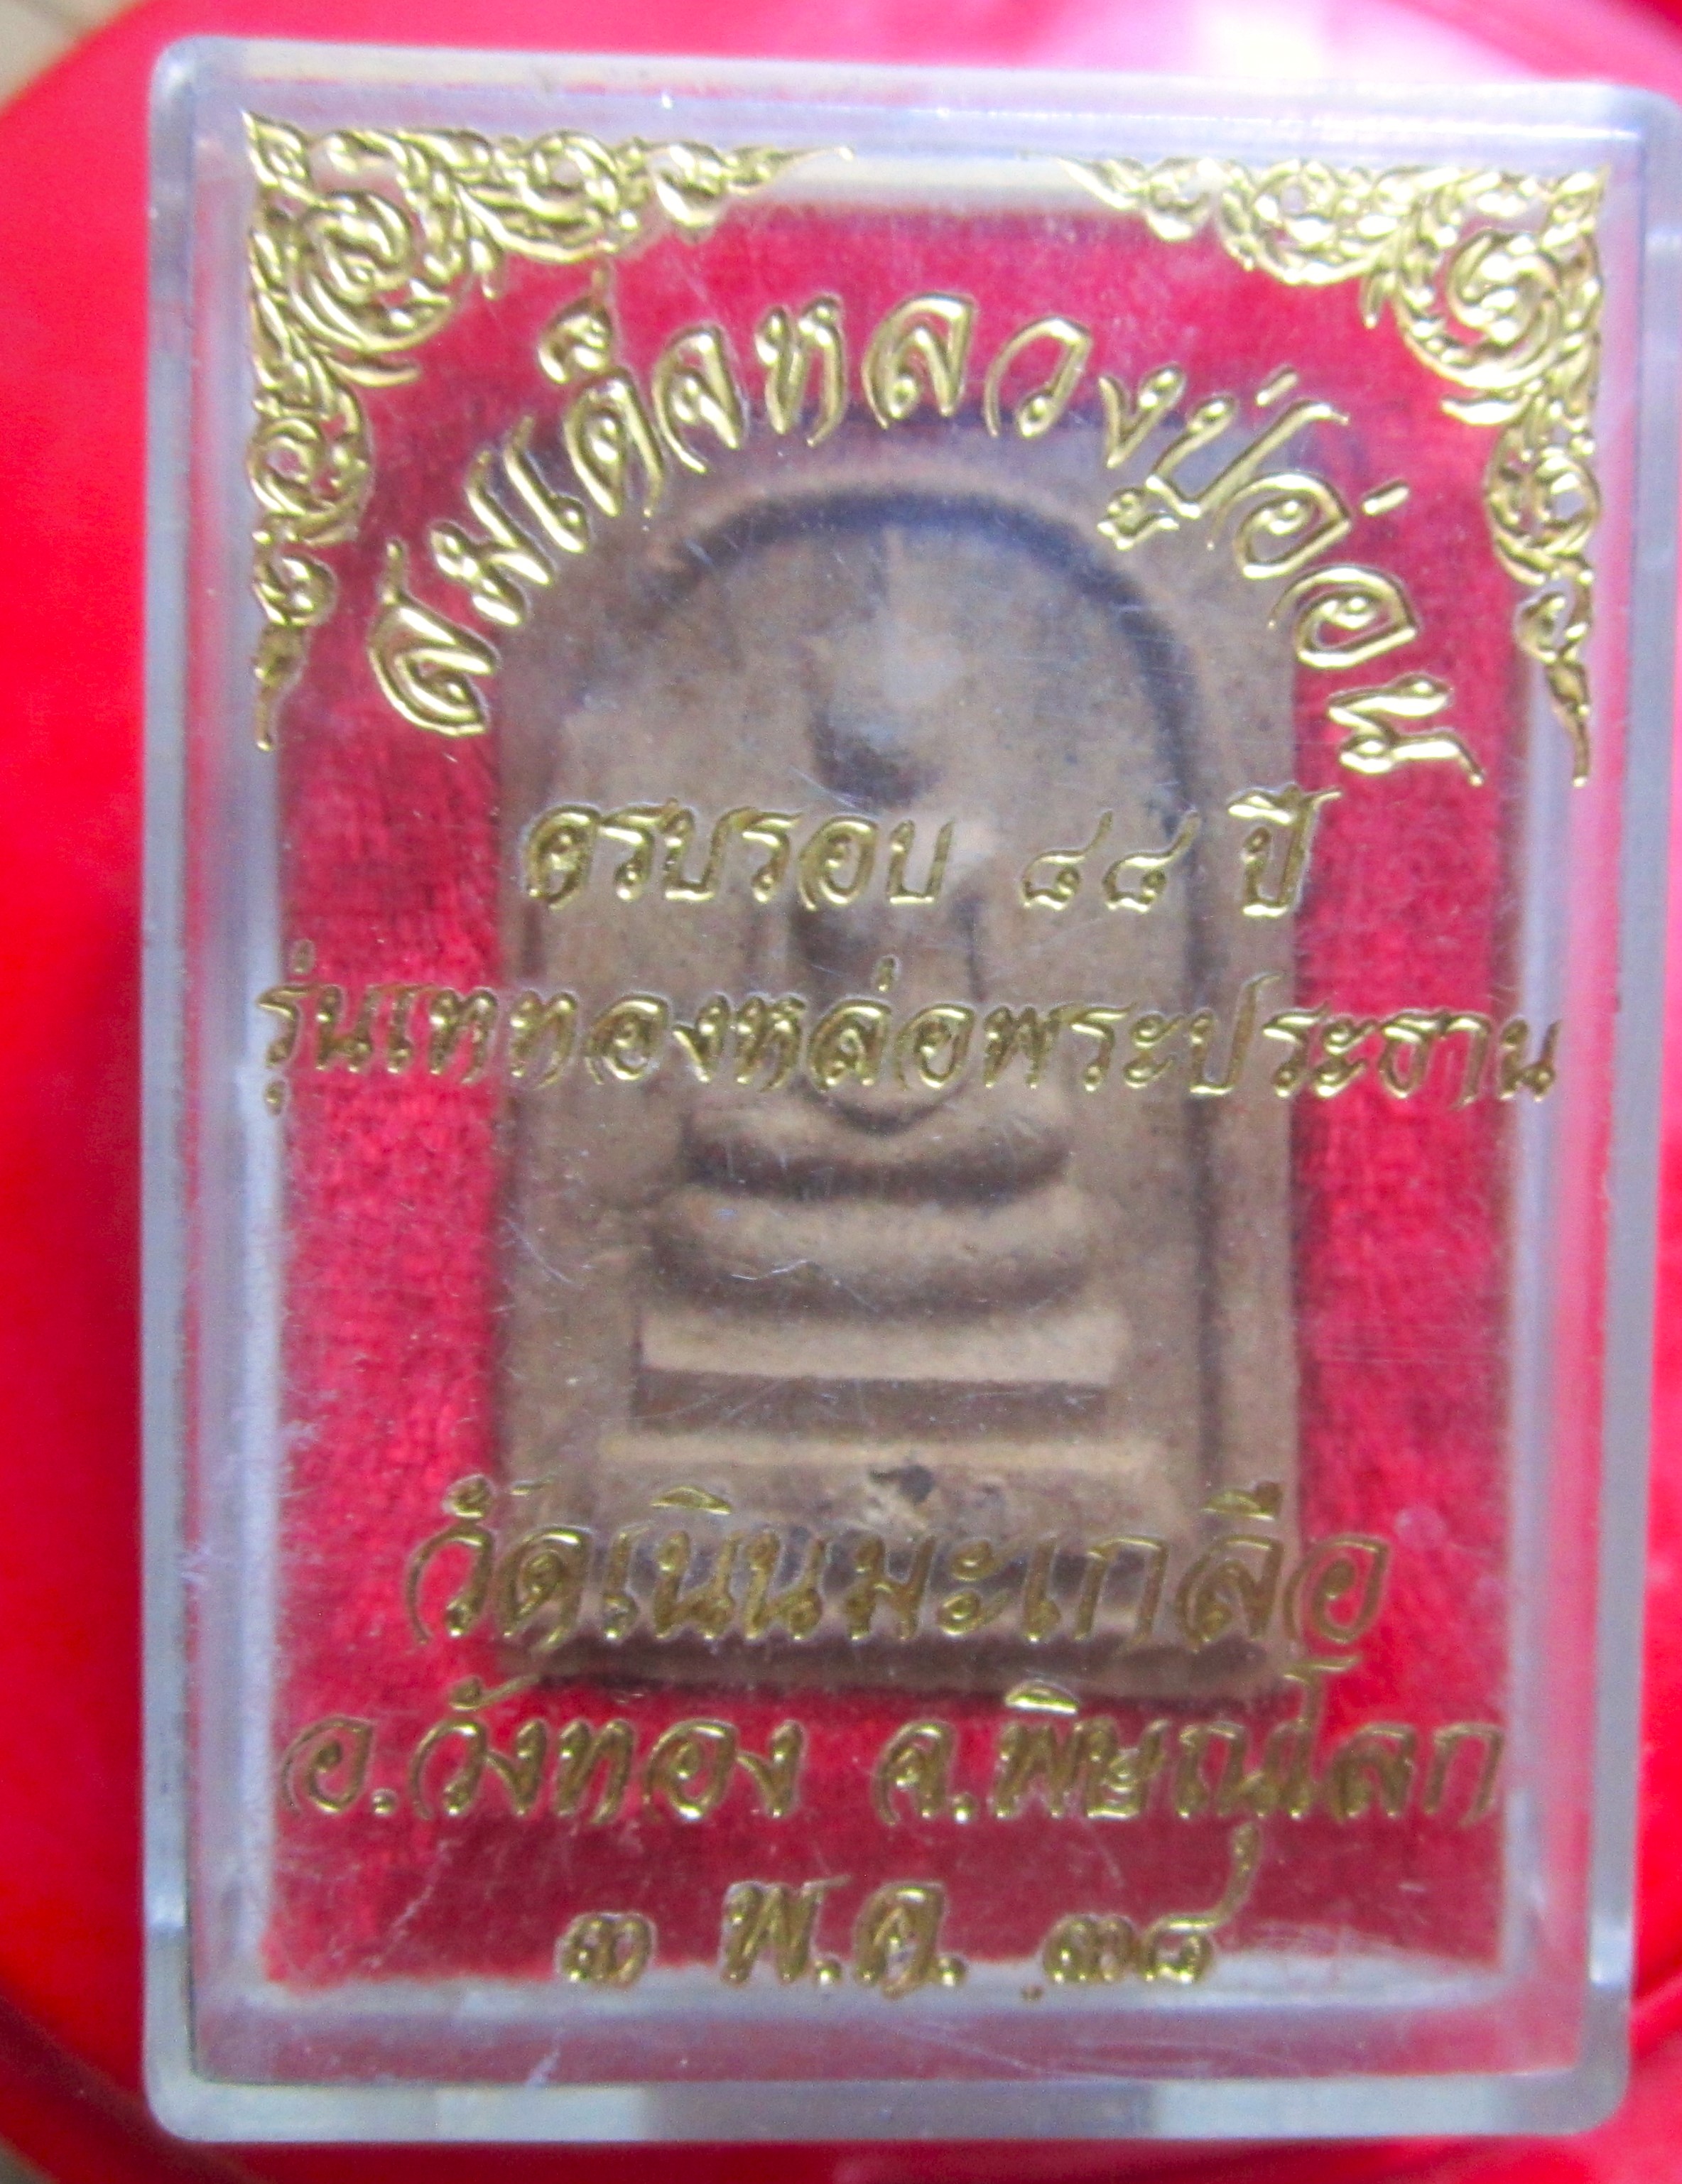 สมเด็จหลวงปู่อ่อน
ครบรอบ ๘๘ ปี
รุ่นเททองหล่อพระประธาน
วัดเนินมะเกลือ
อ.วังทอง จ.พิษณุโลก
๓ พ.ค. ๓๘